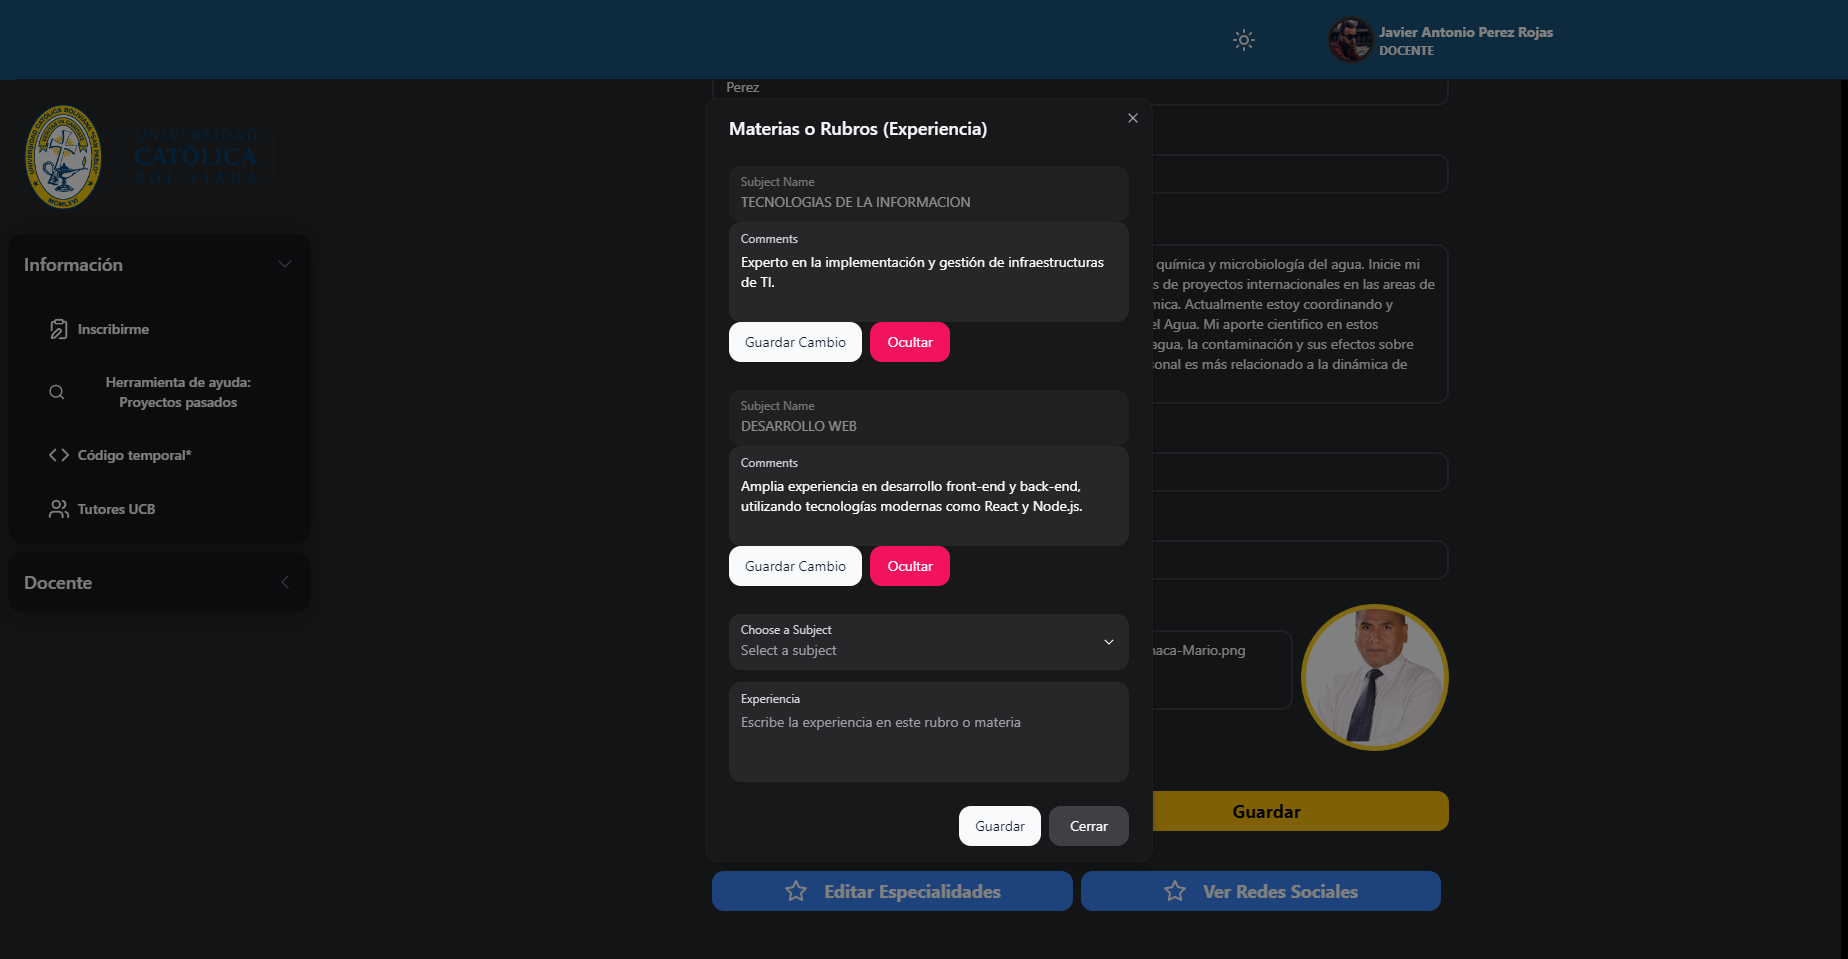 Javier Antonio Perez Rojas
DOCENTE
UNIVERSIDAD
CATÓLICA
BOLIVIANA
Información
Inscribirme
Herramienta de ayuda:
Proyectos pasados
Código temporal*
Tutores UCB
Docente
Perez
Materias o Rubros (Experiencia)
Subject Name
TECNOLOGIAS DE LA INFORMACION
Comments
Experto en la implementación y gestión de infraestructuras
de TI.
Guardar Cambio
Ocultar
Subject Name
DESARROLLO WEB
Comments
Amplia experiencia en desarrollo front-end y back-end,
utilizando tecnologías modernas como React y Node.js.
Guardar Cambio
Ocultar
Choose a Subject
Select a subject
Experiencia
Escribe la experiencia en este rubro o materia
Guardar
Cerrar
química y microbiología del agua. Inicie mi
s de proyectos internacionales en las areas de
mica. Actualmente estoy coordinando y
el Agua. Mi aporte cientifico en estos
agua, la contaminación y sus efectos sobre
sonal es más relacionado a la dinámica de
naca-Mario.png
Guardar
Editar Especialidades
Ver Redes Sociales